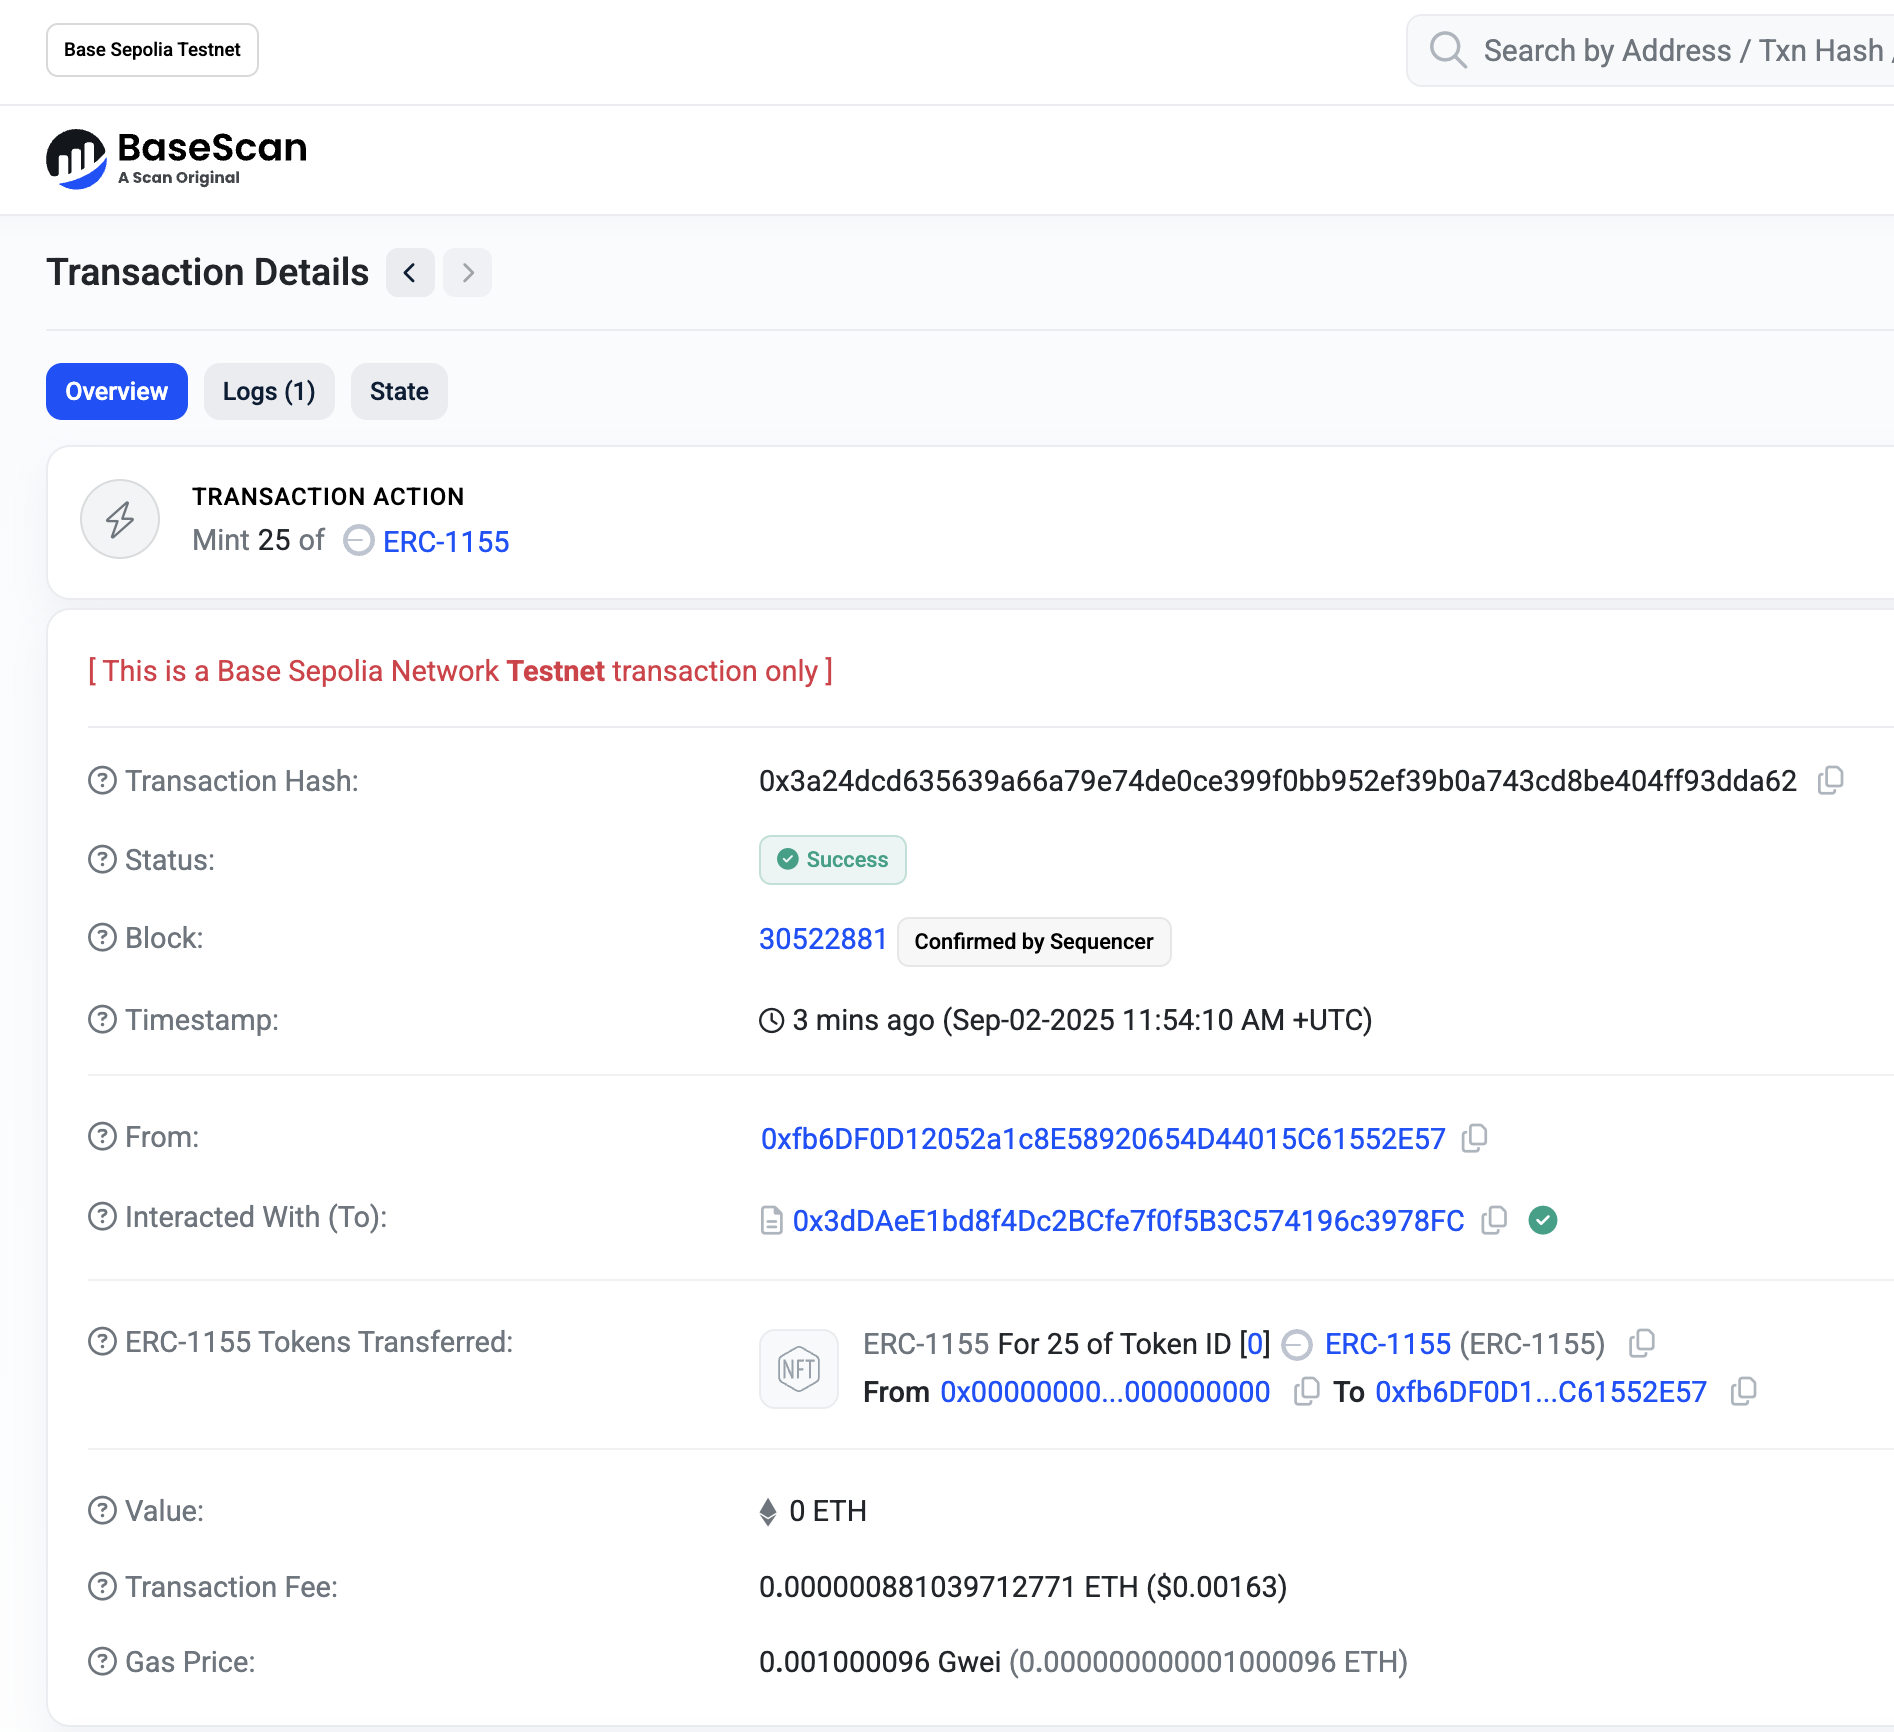 Base Sepolia Testnet
Search by Address / Txn Hash /
BaseScan
A Scan Original
Transaction Details
Overview
Logs (1)
State
TRANSACTION ACTION
Mint 25 of ERC-1155
[ This is a Base Sepolia Network Testnet transaction only ]
Transaction Hash:
0x3a24dcd635639a66a79e74de0ce399f0bb952ef39b0a743cd8be404ff93dda62
Status:
Success
Block:
30522881 Confirmed by Sequencer
Timestamp:
3 mins ago (Sep-02-2025 11:54:10 AM +UTC)
From:
0xfb6DF0D12052a1c8E58920654D44015C61552E57
Interacted With (To):
0x3dDAeE1bd8f4Dc2BCfe7f0f5B3C574196c3978FC
ERC-1155 Tokens Transferred:
NFT
ERC-1155 For 25 of Token ID [0] ERC-1155 (ERC-1155)
From 0x00000000...000000000 To 0xfb6DF0D1...C61552E57
Value:
0 ETH
Transaction Fee:
0.000000881039712771 ETH ($0.00163)
Gas Price:
0.001000096 Gwei (0.000000000001000096 ETH)